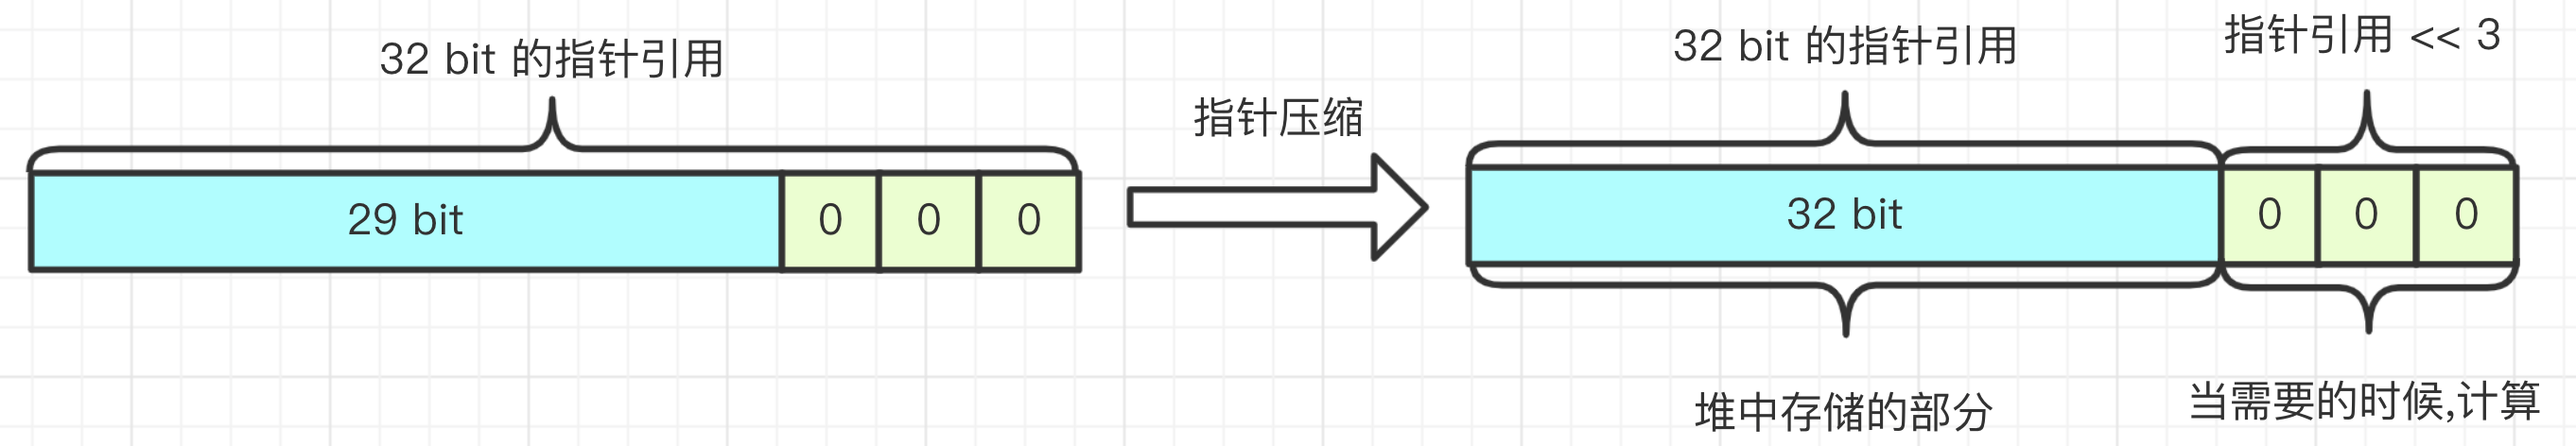 32 bit 的指针引用
29 bit
0
0
0
指针压缩
32 bit 的指针引用
指针引用 << 3
32 bit
0
0
0
堆中存储的部分
当需要的时候,计算